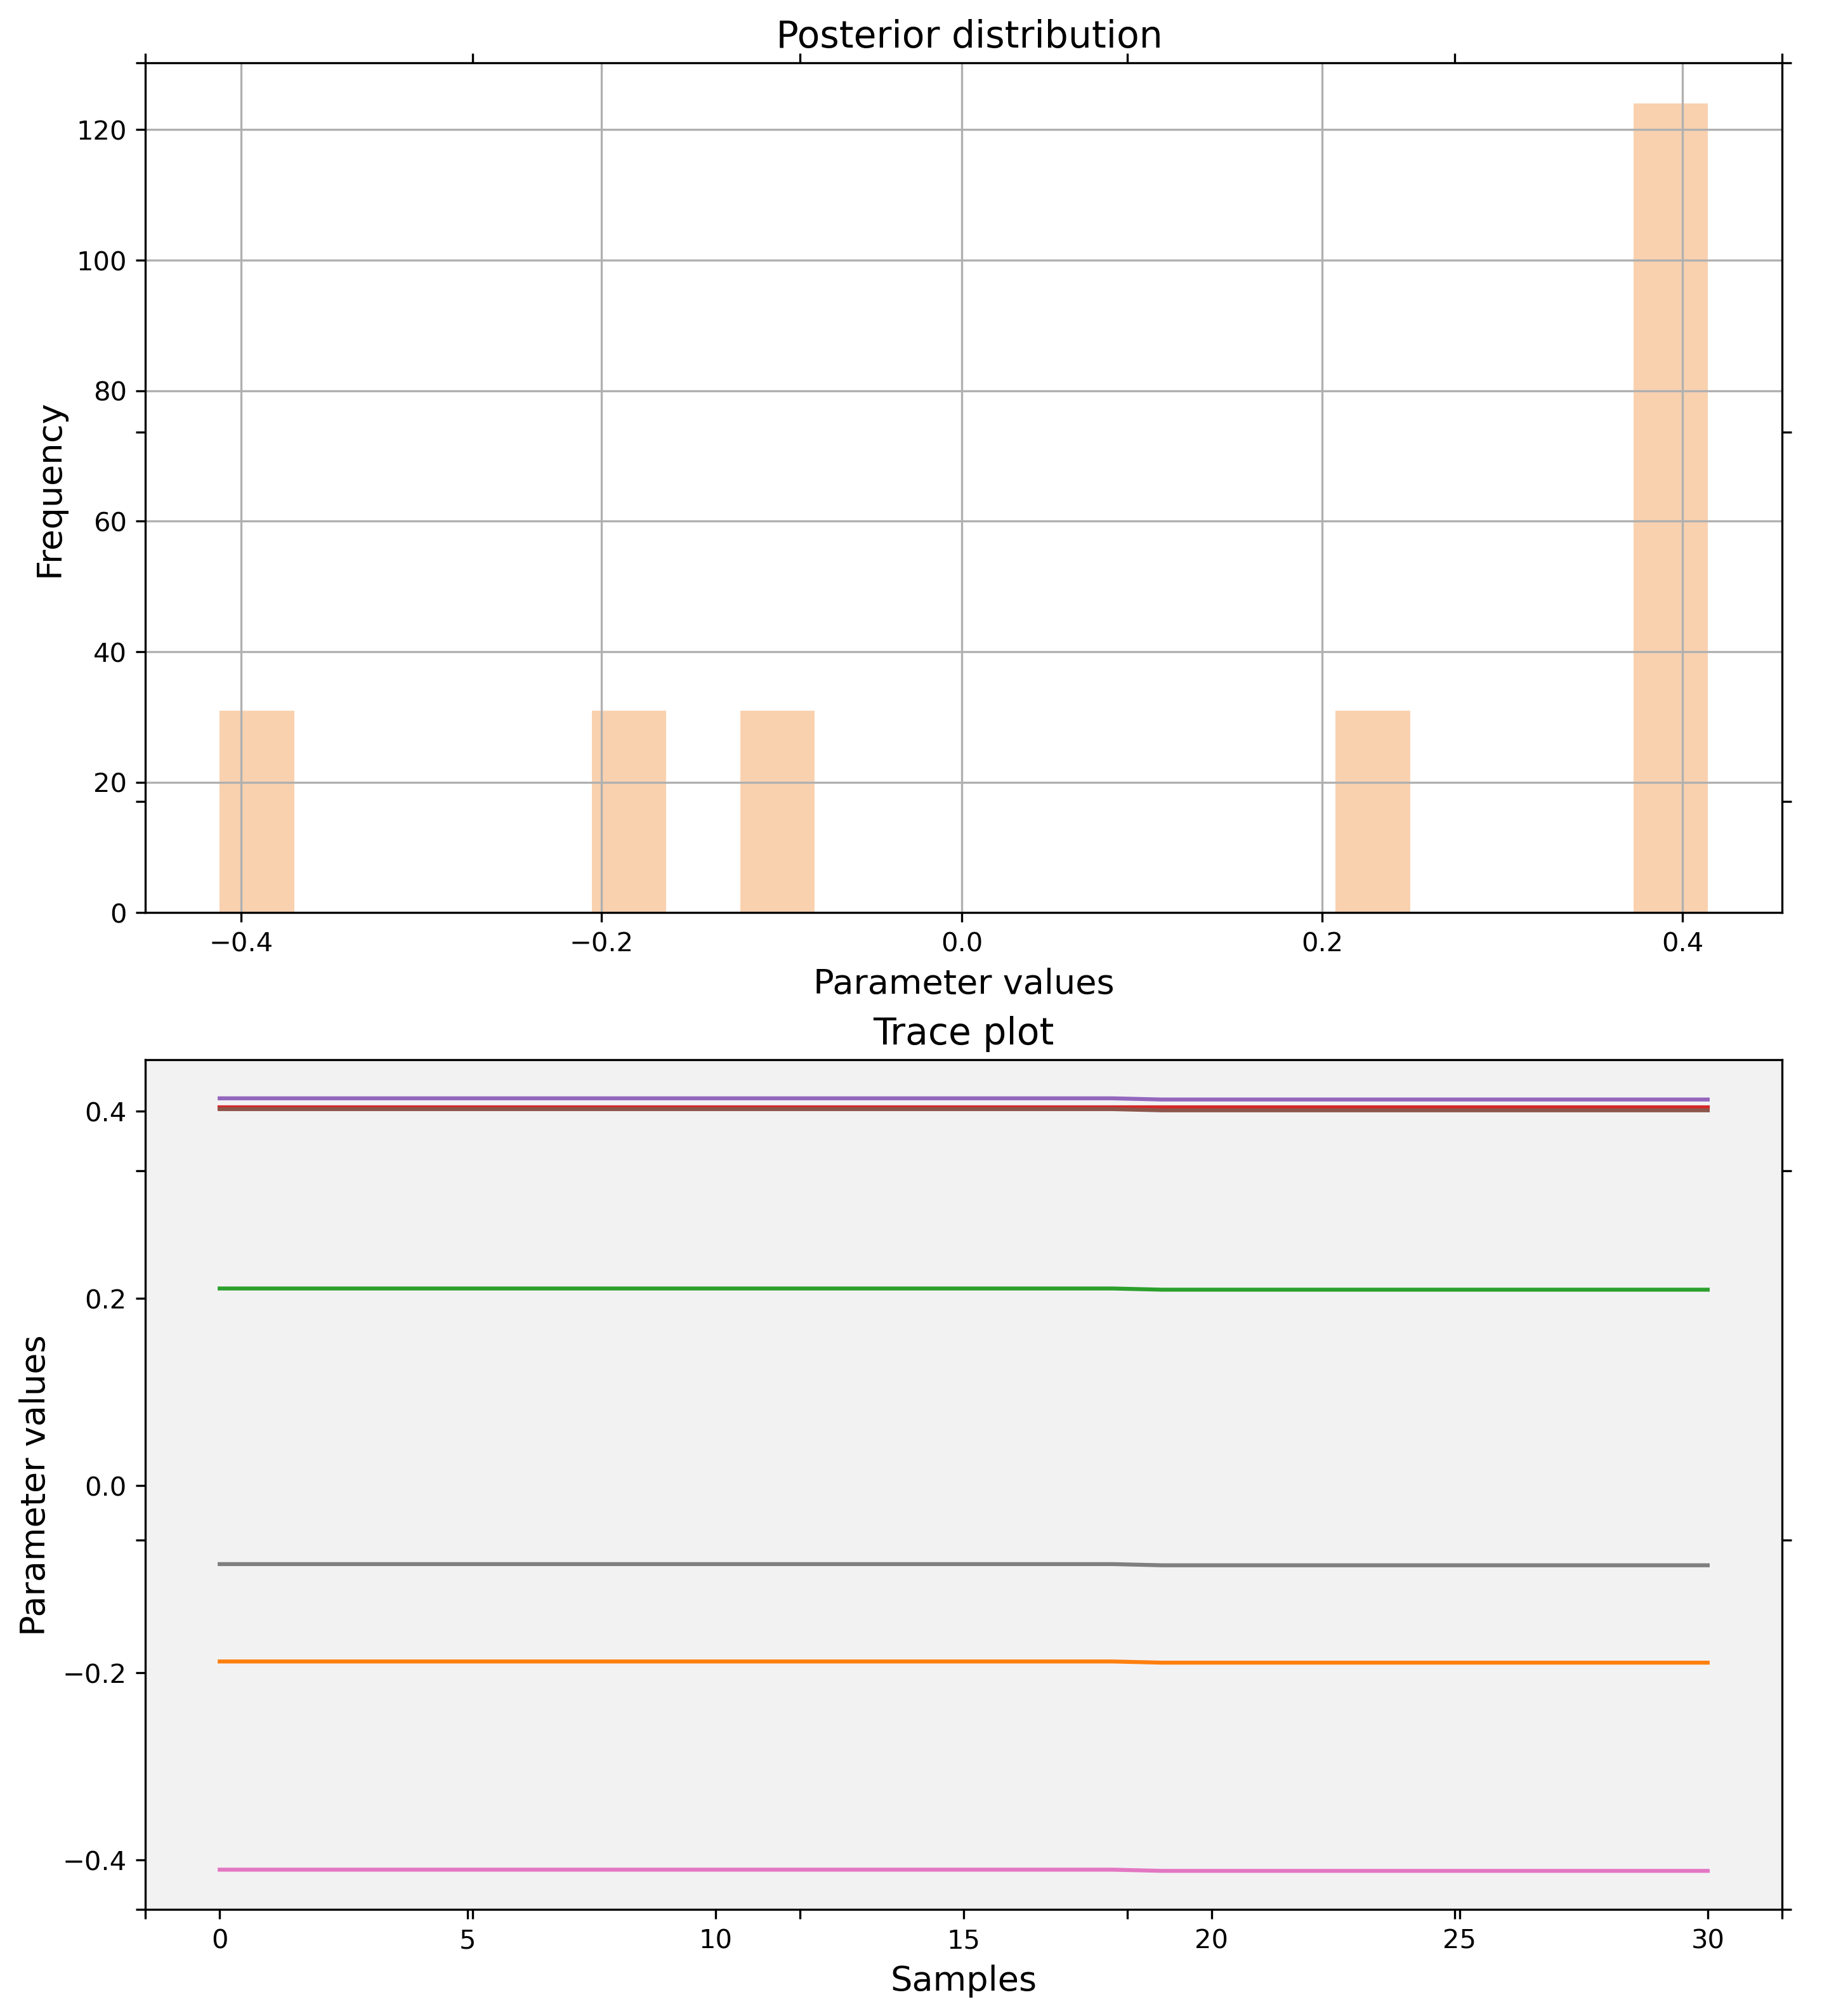 Posterior distribution
120
100
80
60
40
20
0
Frequency
−0.4 −0.2 0.0 0.2 0.4
Parameter values
Trace plot
0.4
0.2
0.0
−0.2
−0.4
Parameter values
0 5 10 15 20 25 30
Samples